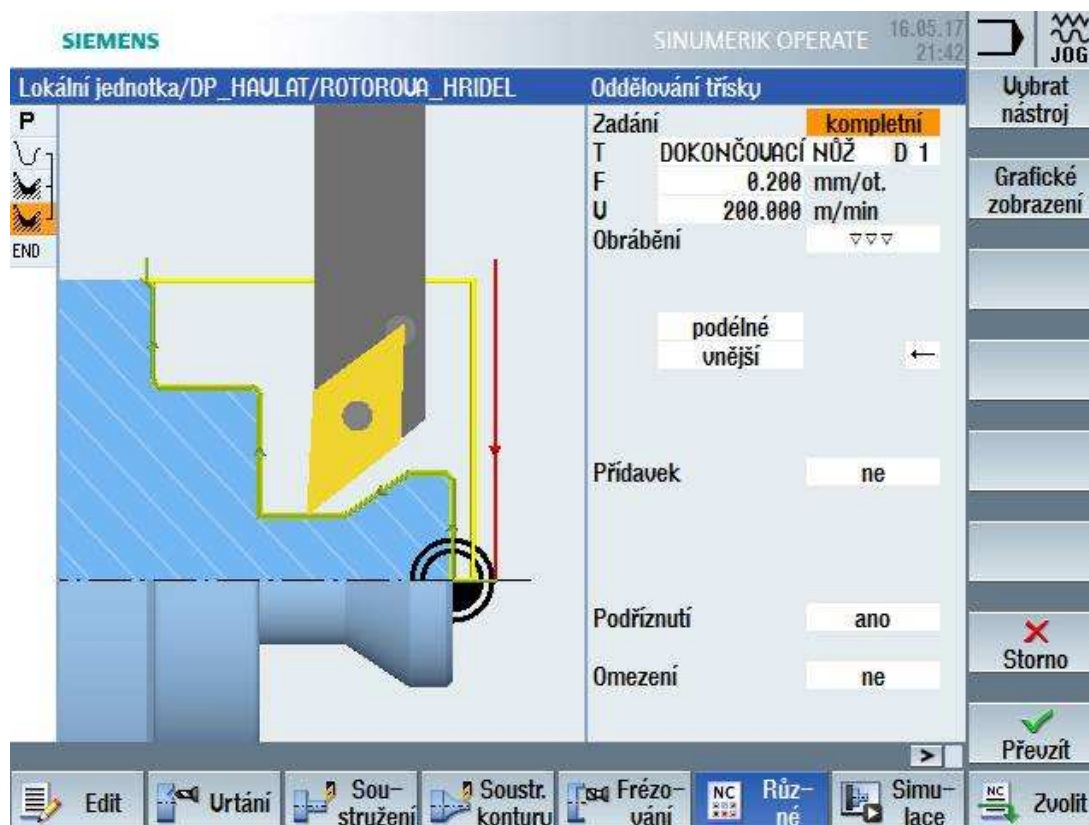 SIEMENS
SINUMERIK OPERATE
16.05.17
21:42
JOG
Lokální jednotka/DP_HAVLAT/ROTOROVA_HRIDEL
Oddělování třísky
P
END
Zadání kompletní
T DOKONČOVACÍ NŮŽ D 1
F 0.200 mm/ot.
V 200.000 m/min
Obrábění ▽▽▽
podélné
vnější ←
Přídavek ne
Podříznutí ano
Omezení ne
Vybrat
nástroj
Grafické
zobrazení
Storno
Převzít
>
Edit
Vrtání
Sou-
stružení
Soustr.
konturu
Frézo-
vání
NC
Růz-
né
Simu-
lace
NC
Zvolit